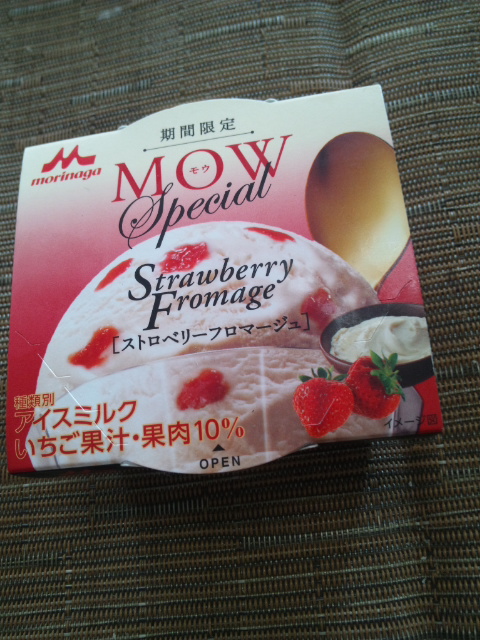 期間限定
morinaga
MOW
モウ
Special
Strawberry
Fromage
[ストロベリーフロマージュ]
種類別
アイスミルク
いちご果汁・果肉10%
イメージ図
OPEN